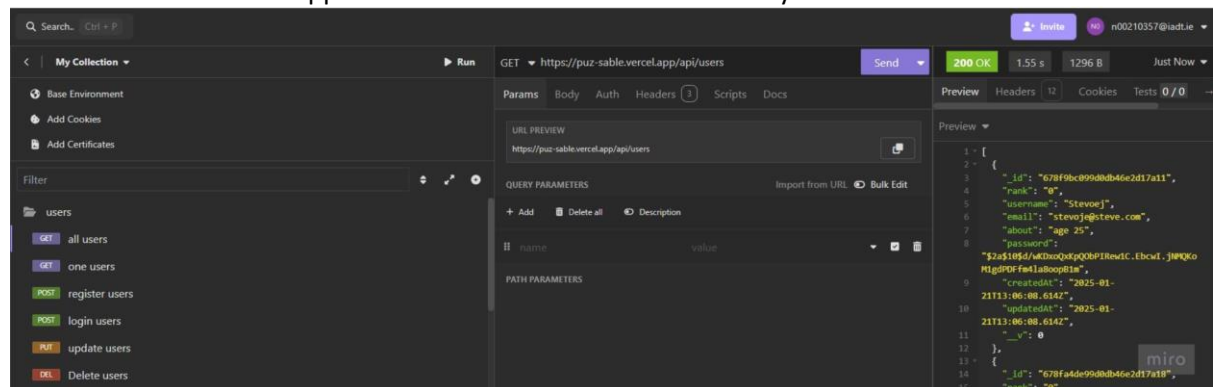 Search.. Ctrl + P
Invite
NO
n00210357@iadt.ie
My Collection
Run
Base Environment
Add Cookies
Add Certificates
Filter
users
GET all users
GET one users
POST register users
POST login users
PUT update users
DEL Delete users
GET https://puz-sable.vercel.app/api/users
Send
Params Body Auth Headers 3 Scripts Docs
URL PREVIEW
https://puz-sable.vercel.app/api/users
QUERY PARAMETERS Import from URL Bulk Edit
+ Add Delete all Description
name value
PATH PARAMETERS
200 OK 1.55 s 1296 B Just Now
Preview Headers 12 Cookies Tests 0 / 0
Preview
1 [
2 {
3 "_id": "678f9bc099d0db46e2d17a11",
4 "rank": "0",
5 "username": "Stevoej",
6 "email": "stevoje@steve.com",
7 "about": "age 25",
8 "password":
9 "createdAt": "2025-01-
21T13:06:08.614Z",
10 "updatedAt": "2025-01-
21T13:06:08.614Z",
11 "__v": 0
12 },
13 {
14 "_id": "678fa4de99d0db46e2d17a18",
miro